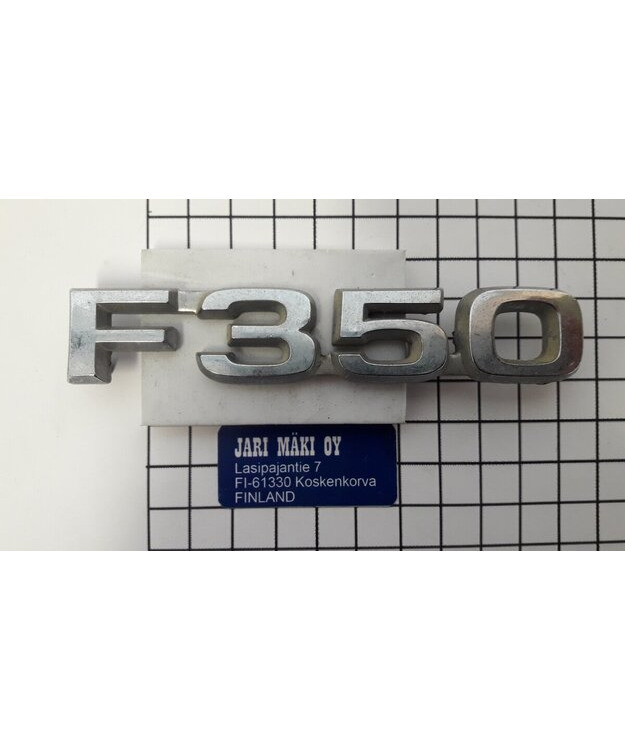 F350
JARI MÄKI OY
Lasipajantie 7
FI-61330 Koskenkorva
FINLAND